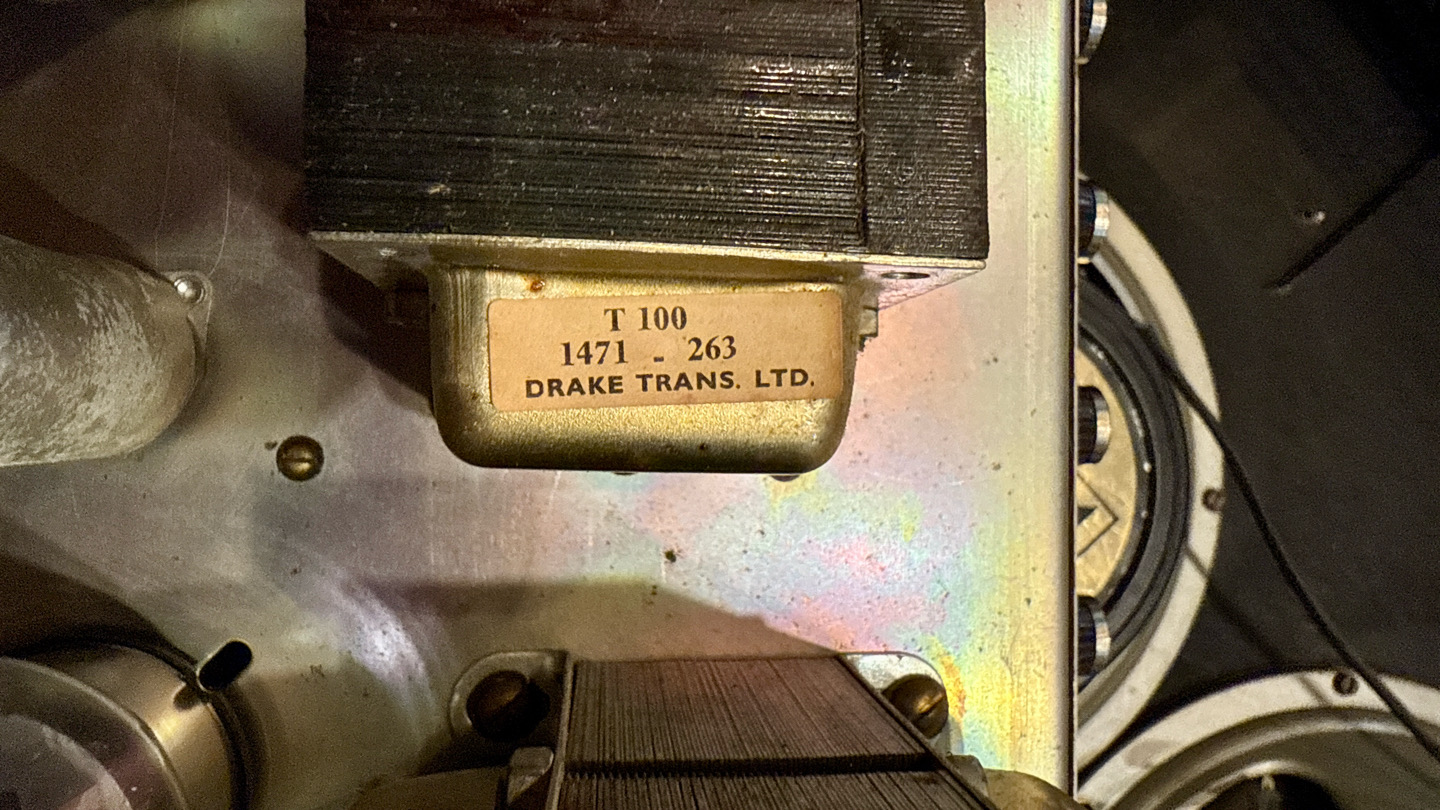 T 100
1471 - 263
DRAKE TRANS. LTD.